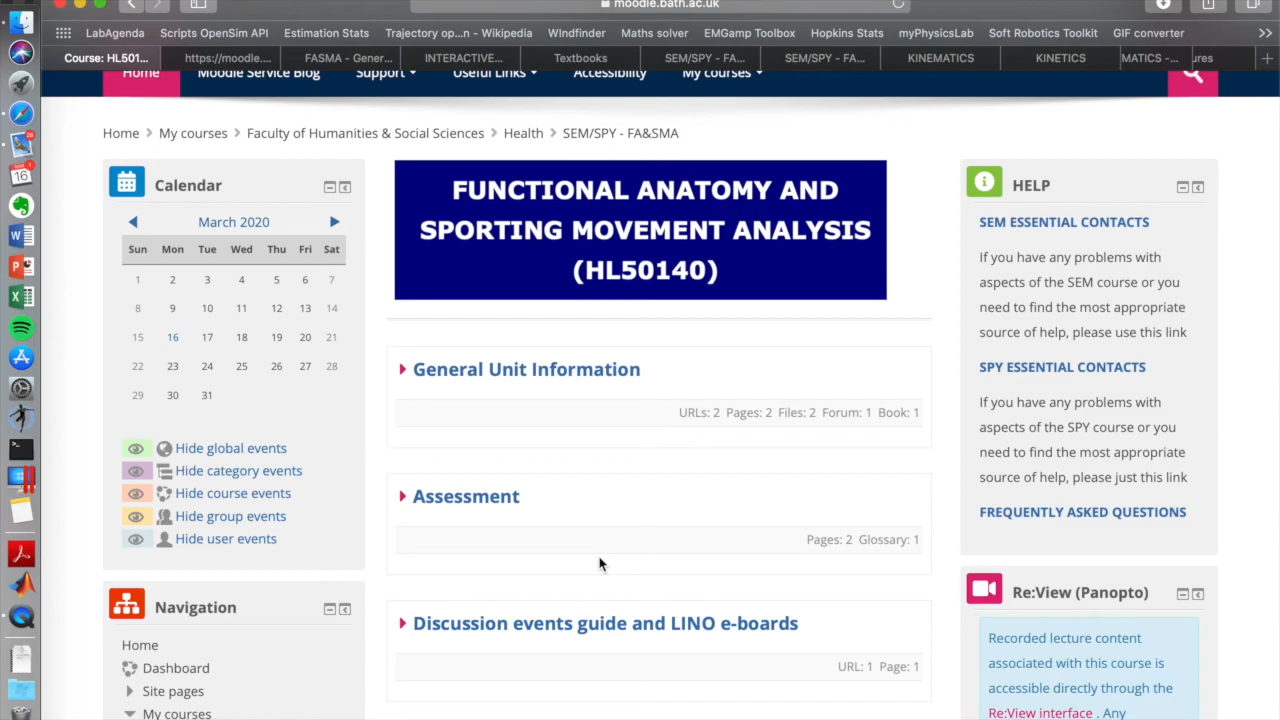 moodle.bath.ac.uk
LabAgenda Scripts OpenSim API Estimation Stats Trajectory op...n - Wikipedia WIndfinder Maths solver EMGamp Toolbox Hopkins Stats myPhysicsLab Soft Robotics Toolkit GIF converter
Course: HL501... https://moodle.... FASMA - Gener... INTERACTIVE... Textbooks SEM/SPY - FA... SEM/SPY - FA... KINEMATICS KINETICS MATICS -... ures
Home Moodle Service Blog Support Useful Links Accessibility My courses
Home My courses Faculty of Humanities & Social Sciences Health SEM/SPY - FA&SMA
Calendar
March 2020
Sun Mon Tue Wed Thu Fri Sat
1 2 3 4 5 6 7
8 9 10 11 12 13 14
15 16 17 18 19 20 21
22 23 24 25 26 27 28
29 30 31
Hide global events
Hide category events
Hide course events
Hide group events
Hide user events
Navigation
Home
Dashboard
Site pages
My courses
FUNCTIONAL ANATOMY AND
SPORTING MOVEMENT ANALYSIS
(HL50140)
General Unit Information
URLs: 2 Pages: 2 Files: 2 Forum: 1 Book: 1
Assessment
Pages: 2 Glossary: 1
Discussion events guide and LINO e-boards
URL: 1 Page: 1
HELP
SEM ESSENTIAL CONTACTS
If you have any problems with
aspects of the SEM course or you
need to find the most appropriate
source of help, please use this link
SPY ESSENTIAL CONTACTS
If you have any problems with
aspects of the SPY course or you
need to find the most appropriate
source of help, please just this link
FREQUENTLY ASKED QUESTIONS
Re:View (Panopto)
Recorded lecture content
associated with this course is
accessible directly through the
Re:View interface . Any
16